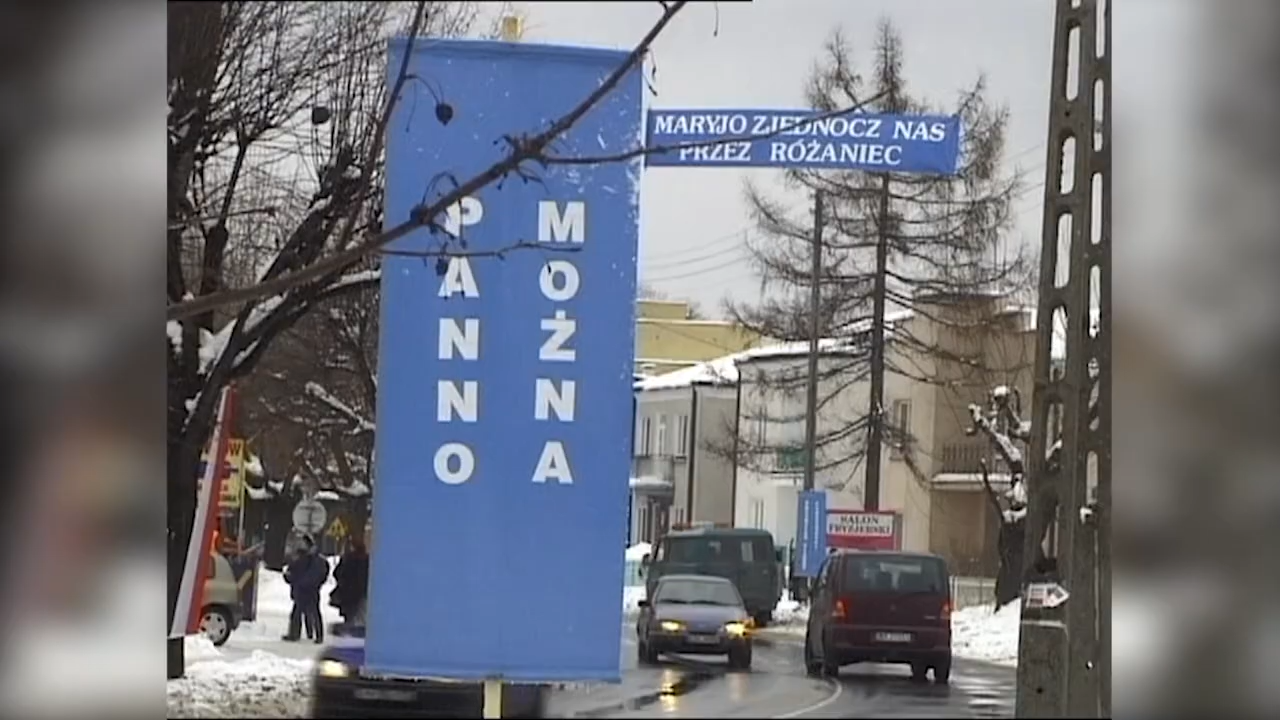 PANNO
MOŻNA
MARYJO ZJEDNOCZ NAS
PRZEZ RÓŻANIEC
SALON
FRYZJERSKI